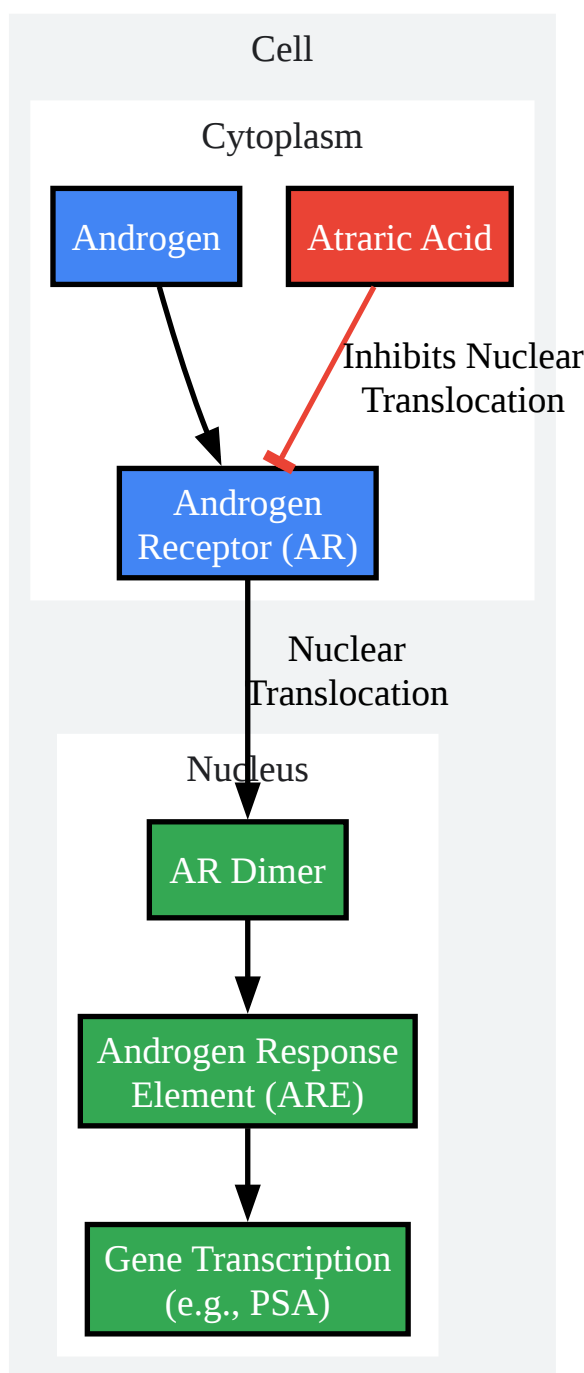 Cell
Cytoplasm
Androgen
Atraric Acid
Inhibits Nuclear
Translocation
Androgen
Receptor (AR)
Nuclear
Translocation
Nucleus
AR Dimer
Androgen Response
Element (ARE)
Gene Transcription
(e.g., PSA)